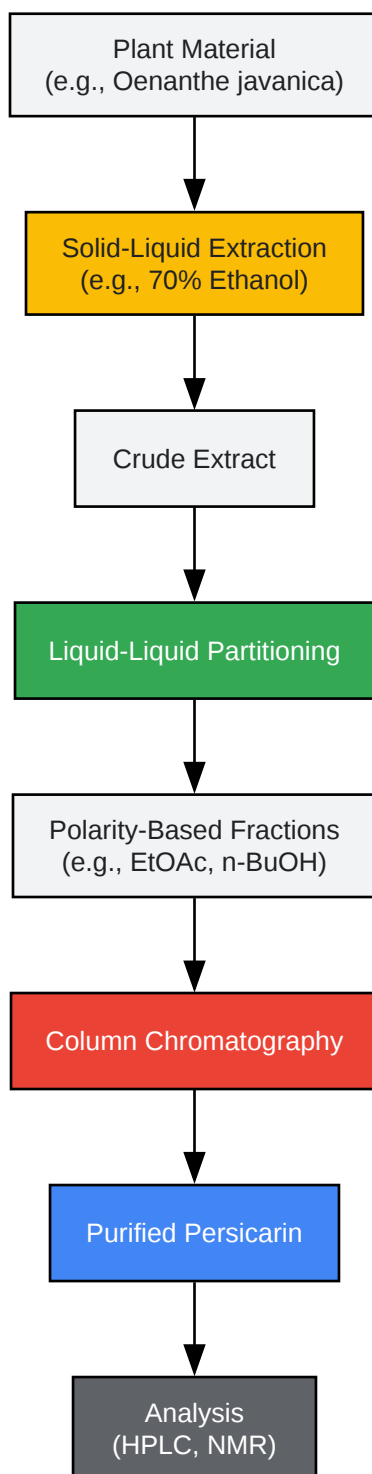 Plant Material
(e.g., Oenanthe javanica)
Solid-Liquid Extraction
(e.g., 70% Ethanol)
Crude Extract
Liquid-Liquid Partitioning
Polarity-Based Fractions
(e.g., EtOAc, n-BuOH)
Column Chromatography
Purified Persicarin
Analysis
(HPLC, NMR)